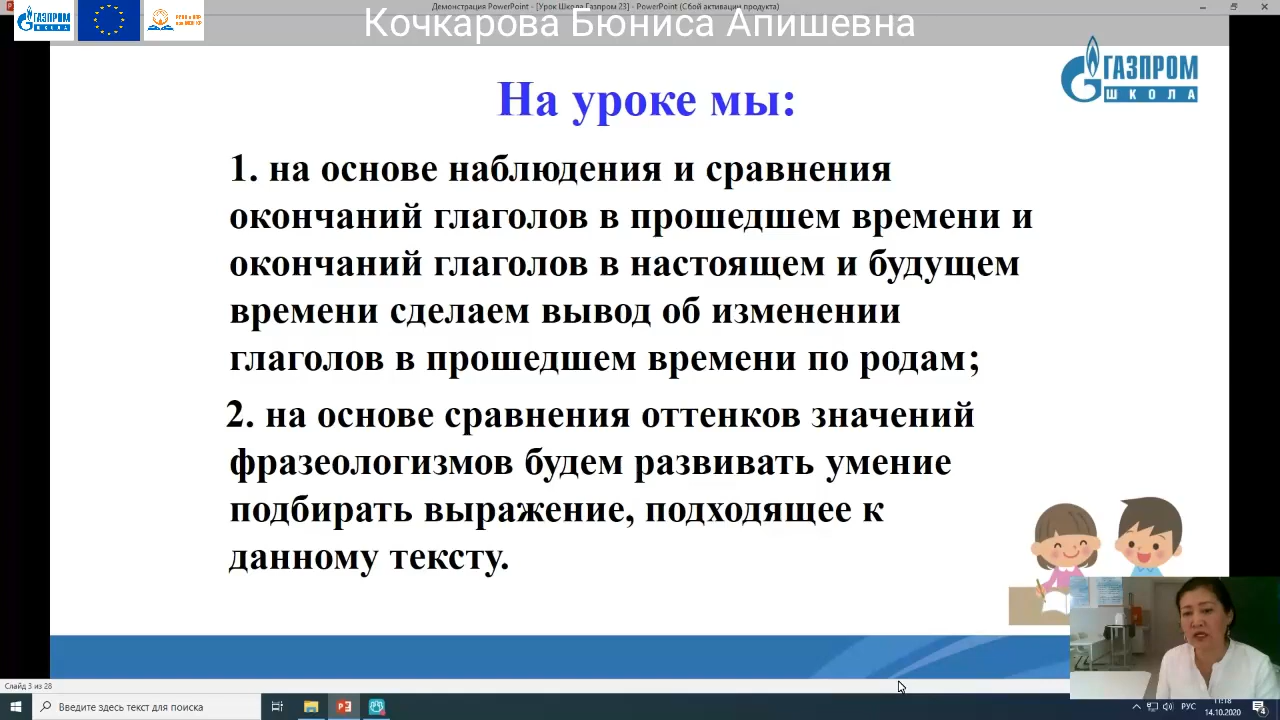 Демонстрация PowerPoint - [Урок Школа Газпром 23] - PowerPoint (Сбой активации продукта)
Кочкарова Бюниса Апишевна
ГАЗПРОМ
ШКОЛА
На уроке мы:
1. на основе наблюдения и сравнения
окончаний глаголов в прошедшем времени и
окончаний глаголов в настоящем и будущем
времени сделаем вывод об изменении
глаголов в прошедшем времени по родам;
2. на основе сравнения оттенков значений
фразеологизмов будем развивать умение
подбирать выражение, подходящее к
данному тексту.
Слайд 3 из 28
Введите здесь текст для поиска
РУС
11:18
14.10.2020